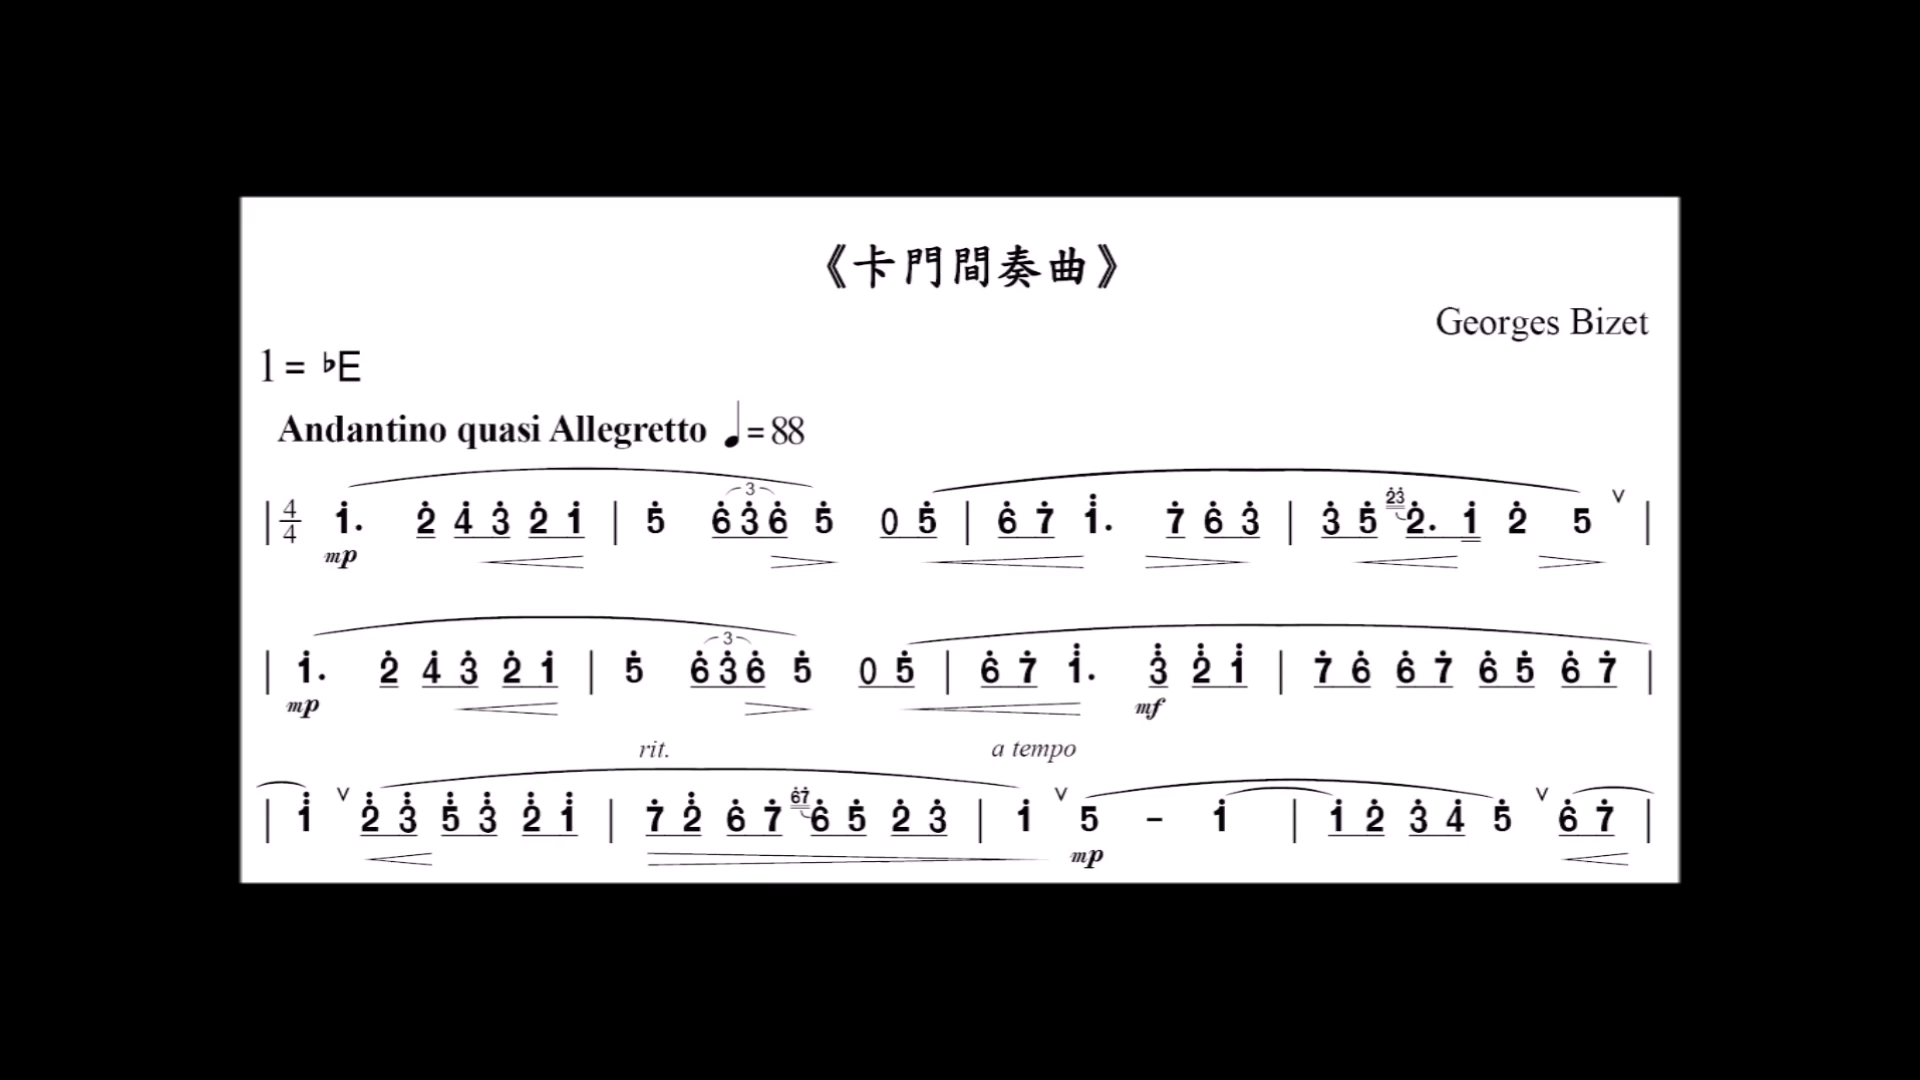 《卡門間奏曲》
Georges Bizet
1 = ♭E
Andantino quasi Allegretto ♩= 88
| 4/4 1̇. 2̇ 4̇ 3̇ 2̇ 1̇ | 5̇ 6̇ 3̇ 6̇ 5̇ 0 5̇ | 6̇ 7̇ 1̈. 7̇ 6̇ 3̇ | 3̇ 5̇ 2̇3̇ 2̇. 1̇ 2̇ 5 ∨ |
mp
| 1̇. 2̇ 4̇ 3̇ 2̇ 1̇ | 5̇ 6̇ 3̇ 6̇ 5̇ 0 5̇ | 6̇ 7̇ 1̈. 3̈ 2̈ 1̈ | 7̇ 6̇ 6̇ 7̇ 6̇ 5̇ 6̇ 7̇ |
mp mf
rit. a tempo
| 1̈ ∨ 2̈ 3̈ 5̈ 3̈ 2̈ 1̈ | 7̇ 2̈ 6̇ 7̇ 6̇7̇ 6̇ 5̇ 2̇ 3̇ | 1̇ ∨ 5 – 1̇ | 1̇ 2̇ 3̇ 4̇ 5̇ ∨ 6̇ 7̇ |
mp